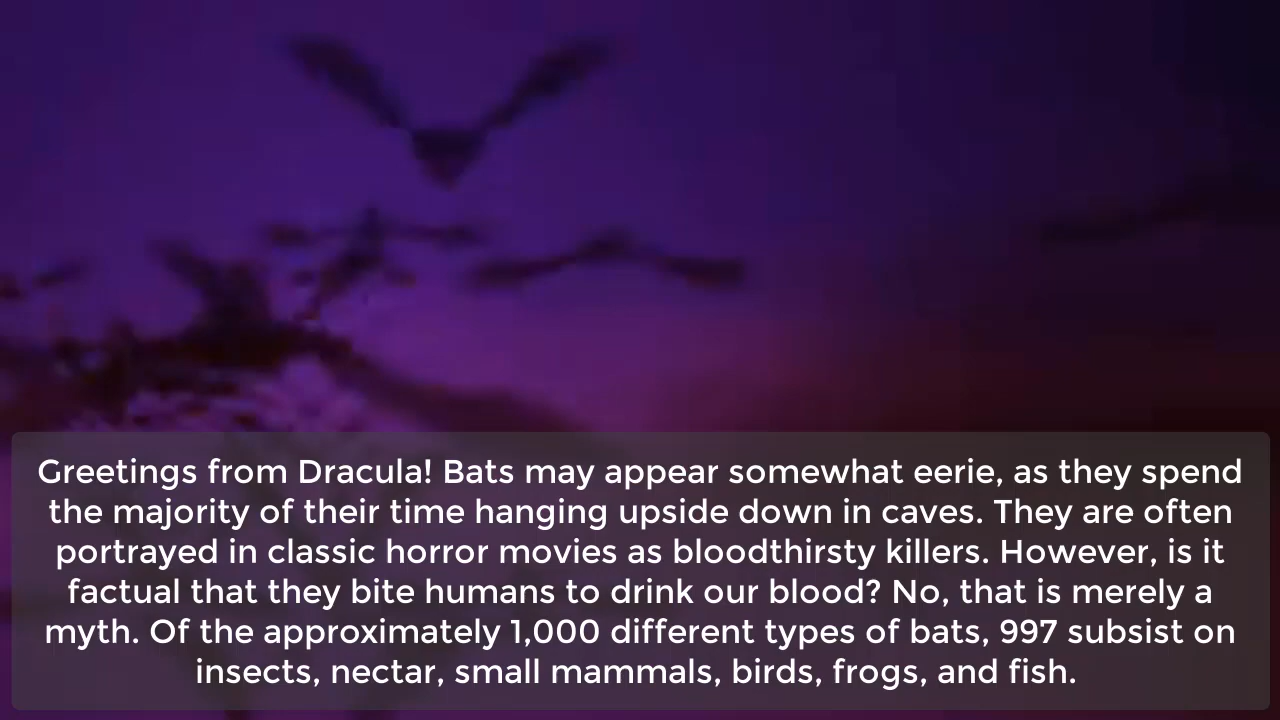 Greetings from Dracula! Bats may appear somewhat eerie, as they spend
the majority of their time hanging upside down in caves. They are often
portrayed in classic horror movies as bloodthirsty killers. However, is it
factual that they bite humans to drink our blood? No, that is merely a
myth. Of the approximately 1,000 different types of bats, 997 subsist on
insects, nectar, small mammals, birds, frogs, and fish.